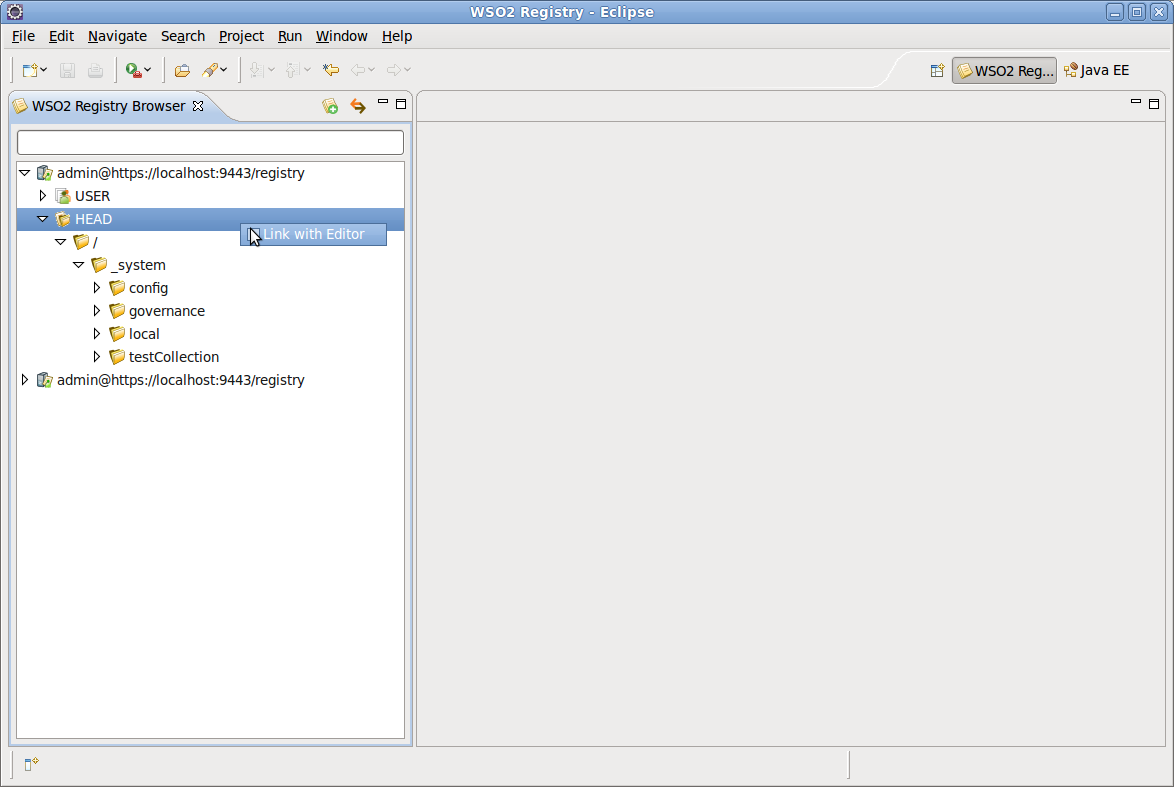 WSO2 Registry - Eclipse
File Edit Navigate Search Project Run Window Help
WSO2 Reg... Java EE
WSO2 Registry Browser
admin@https://localhost:9443/registry
USER
HEAD
Link with Editor
/
_system
config
governance
local
testCollection
admin@https://localhost:9443/registry